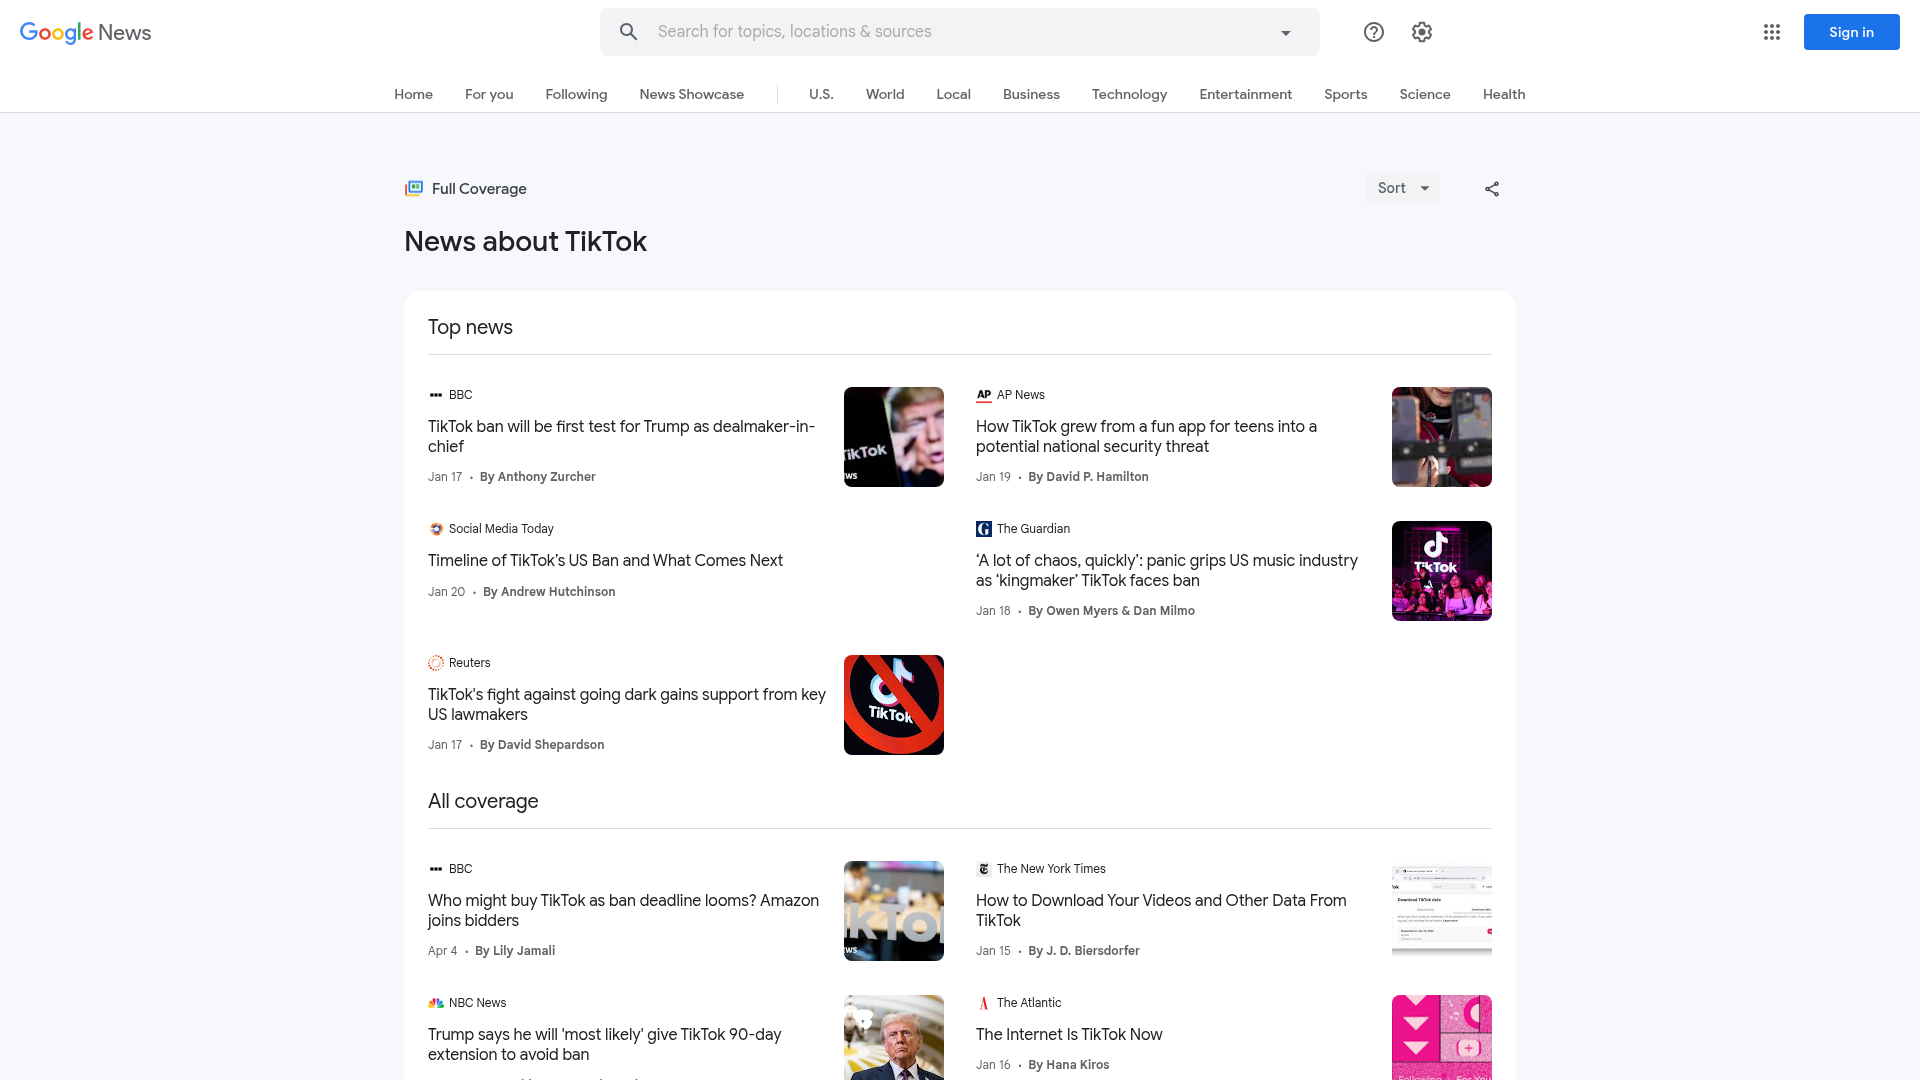 Google News
Search for topics, locations & sources
Sign in
Home
For you
Following
News Showcase
U.S.
World
Local
Business
Technology
Entertainment
Sports
Science
Health
Full Coverage
Sort
News about TikTok
Top news
BBC
TikTok ban will be first test for Trump as dealmaker-in-
chief
Jan 17 • By Anthony Zurcher
AP News
How TikTok grew from a fun app for teens into a
potential national security threat
Jan 19 • By David P. Hamilton
Social Media Today
Timeline of TikTok’s US Ban and What Comes Next
Jan 20 • By Andrew Hutchinson
The Guardian
‘A lot of chaos, quickly’: panic grips US music industry
as ‘kingmaker’ TikTok faces ban
Jan 18 • By Owen Myers & Dan Milmo
TikTok
Reuters
TikTok's fight against going dark gains support from key
US lawmakers
Jan 17 • By David Shepardson
TikTok
All coverage
BBC
Who might buy TikTok as ban deadline looms? Amazon
joins bidders
Apr 4 • By Lily Jamali
The New York Times
How to Download Your Videos and Other Data From
TikTok
Jan 15 • By J. D. Biersdorfer
Download TikTok data
NBC News
Trump says he will 'most likely' give TikTok 90-day
extension to avoid ban
The Atlantic
The Internet Is TikTok Now
Jan 16 • By Hana Kiros